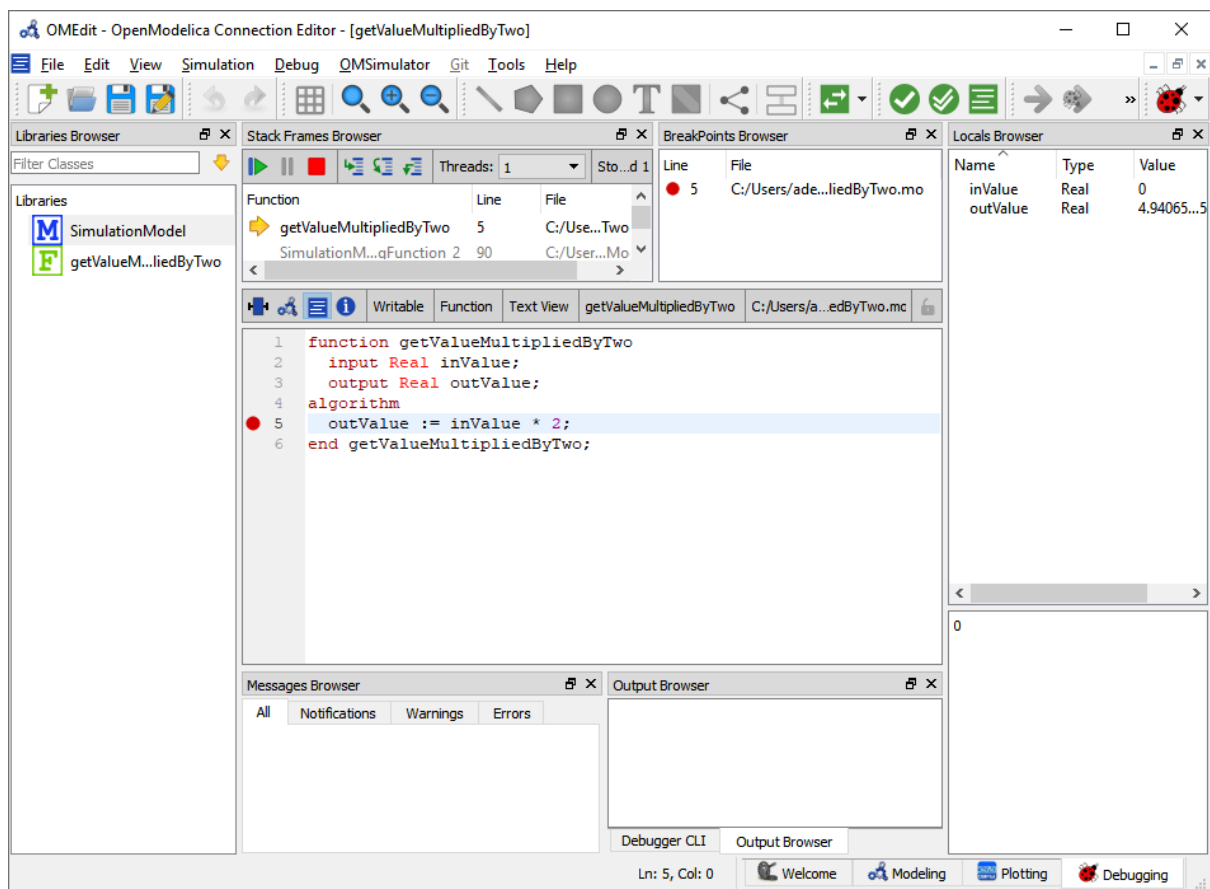 OMEdit - OpenModelica Connection Editor - [getValueMultipliedByTwo]
File Edit View Simulation Debug OMSimulator Git Tools Help
T »
Libraries Browser
Filter Classes
Libraries
M SimulationModel
F getValueM...liedByTwo
Stack Frames Browser
Threads: 1 Sto...d 1
Function Line File
getValueMultipliedByTwo 5 C:/Use...Two
SimulationM...gFunction_2 90 C:/User...Mo
BreakPoints Browser
Line File
5 C:/Users/ade...liedByTwo.mo
Locals Browser
Name Type Value
inValue Real 0
outValue Real 4.94065...5
0
Writable Function Text View getValueMultipliedByTwo C:/Users/a...edByTwo.mo
1 function getValueMultipliedByTwo
2 input Real inValue;
3 output Real outValue;
4 algorithm
5 outValue := inValue * 2;
6 end getValueMultipliedByTwo;
Messages Browser
All Notifications Warnings Errors
Output Browser
Debugger CLI Output Browser
Ln: 5, Col: 0 Welcome Modeling Plotting Debugging